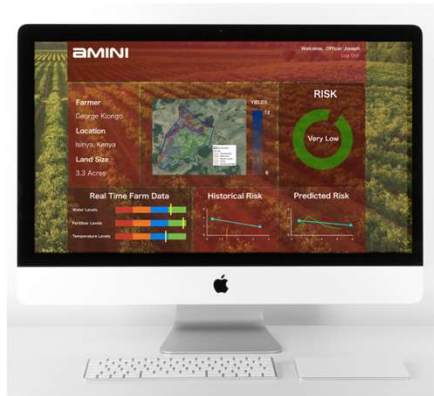 amini
Welcome, Officer Joseph
Log Out
Farmer
George Kiongo
Location
Isinya, Kenya
Land Size
3.3 Acres
YIELDS
RISK
Very Low
Real Time Farm Data
Water Levels
Fertiliser Levels
Temperature Levels
Historical Risk
Predicted Risk